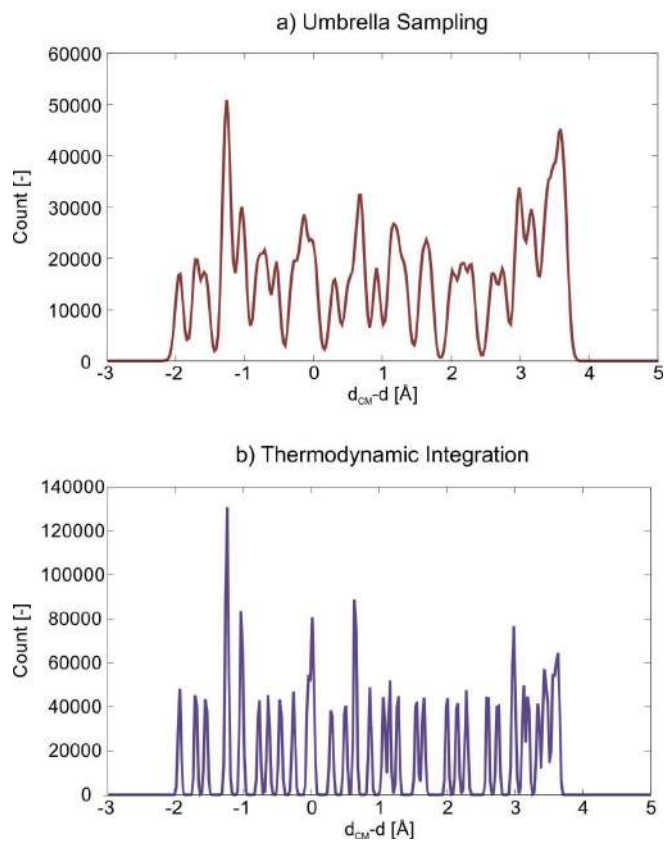 a) Umbrella Sampling
60000
50000
40000
30000
20000
10000
0
Count [-]
-3 -2 -1 0 1 2 3 4 5
dCM-d [Å]
b) Thermodynamic Integration
140000
120000
100000
80000
60000
40000
20000
0
Count [-]
-3 -2 -1 0 1 2 3 4 5
dCM-d [Å]